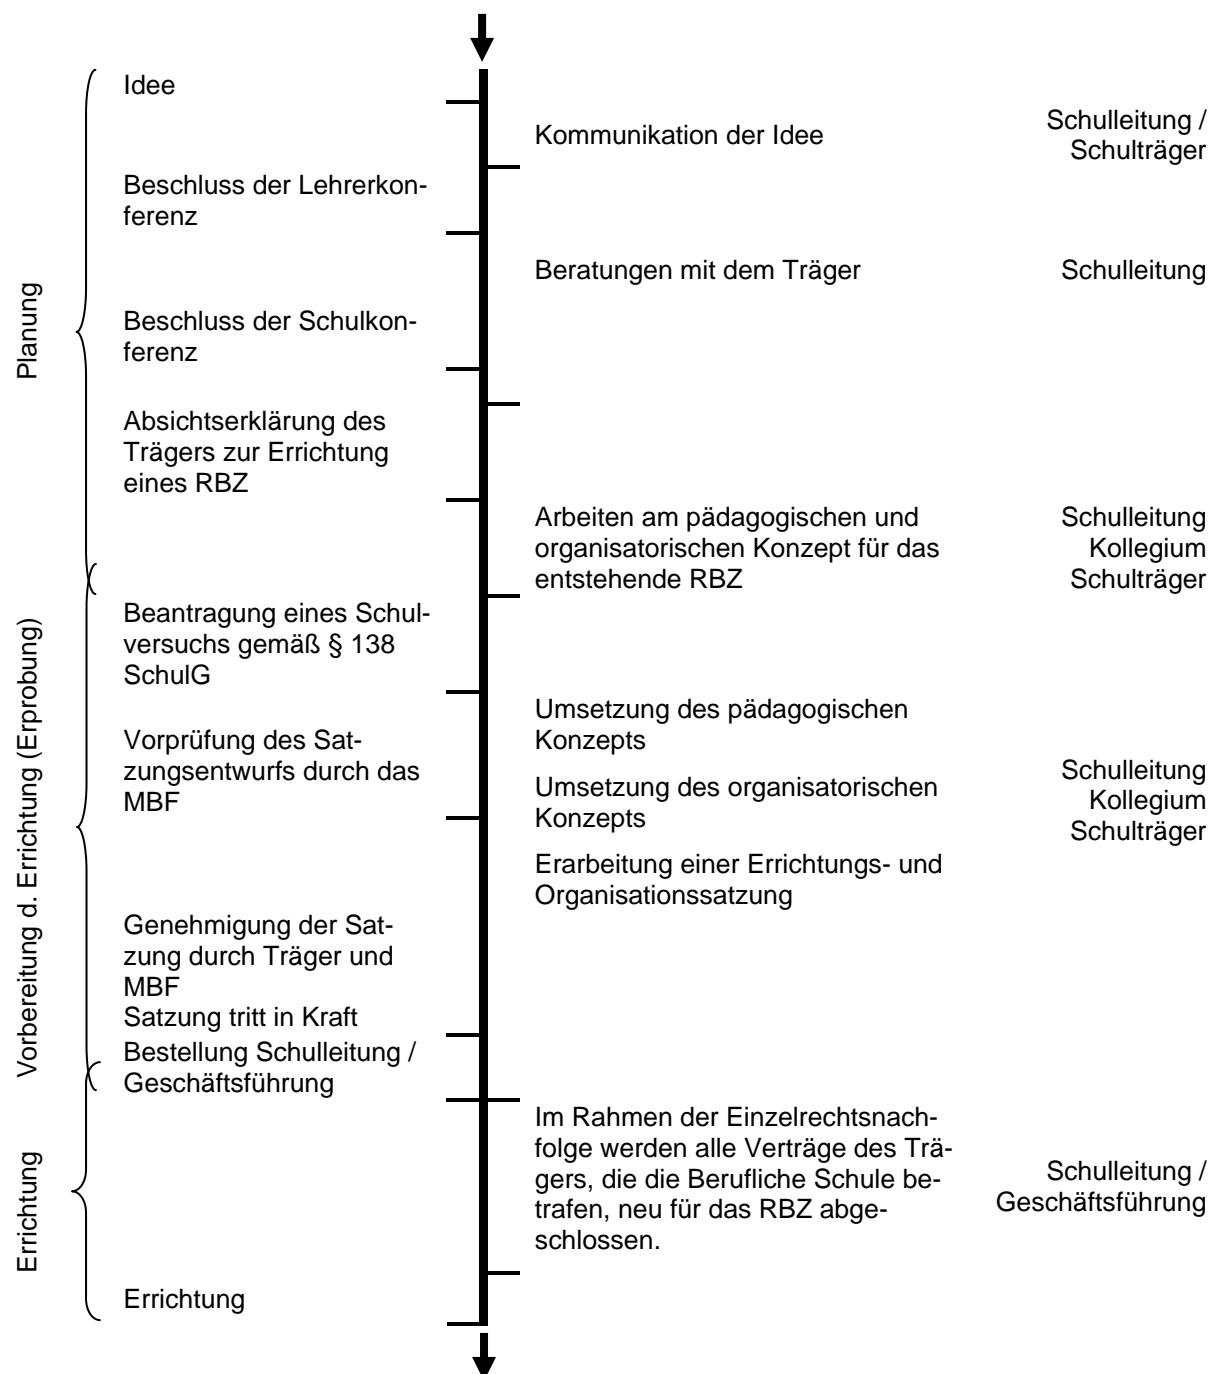 Idee
Kommunikation der Idee
Schulleitung /
Schulträger
Beschluss der Lehrerkon-
ferenz
Beratungen mit dem Träger
Schulleitung
Planung
Beschluss der Schulkon-
ferenz
Absichtserklärung des
Trägers zur Errichtung
eines RBZ
Arbeiten am pädagogischen und
organisatorischen Konzept für das
entstehende RBZ
Schulleitung
Kollegium
Schulträger
Vorbereitung d. Errichtung (Erprobung)
Beantragung eines Schul-
versuchs gemäß § 138
SchulG
Umsetzung des pädagogischen
Konzepts
Vorprüfung des Sat-
zungsentwurfs durch das
MBF
Umsetzung des organisatorischen
Konzepts
Schulleitung
Kollegium
Schulträger
Erarbeitung einer Errichtungs- und
Organisationssatzung
Genehmigung der Sat-
zung durch Träger und
MBF
Satzung tritt in Kraft
Bestellung Schulleitung /
Geschäftsführung
Errichtung
Im Rahmen der Einzelrechtsnach-
folge werden alle Verträge des Trä-
gers, die die Berufliche Schule be-
trafen, neu für das RBZ abge-
schlossen.
Schulleitung /
Geschäftsführung
Errichtung